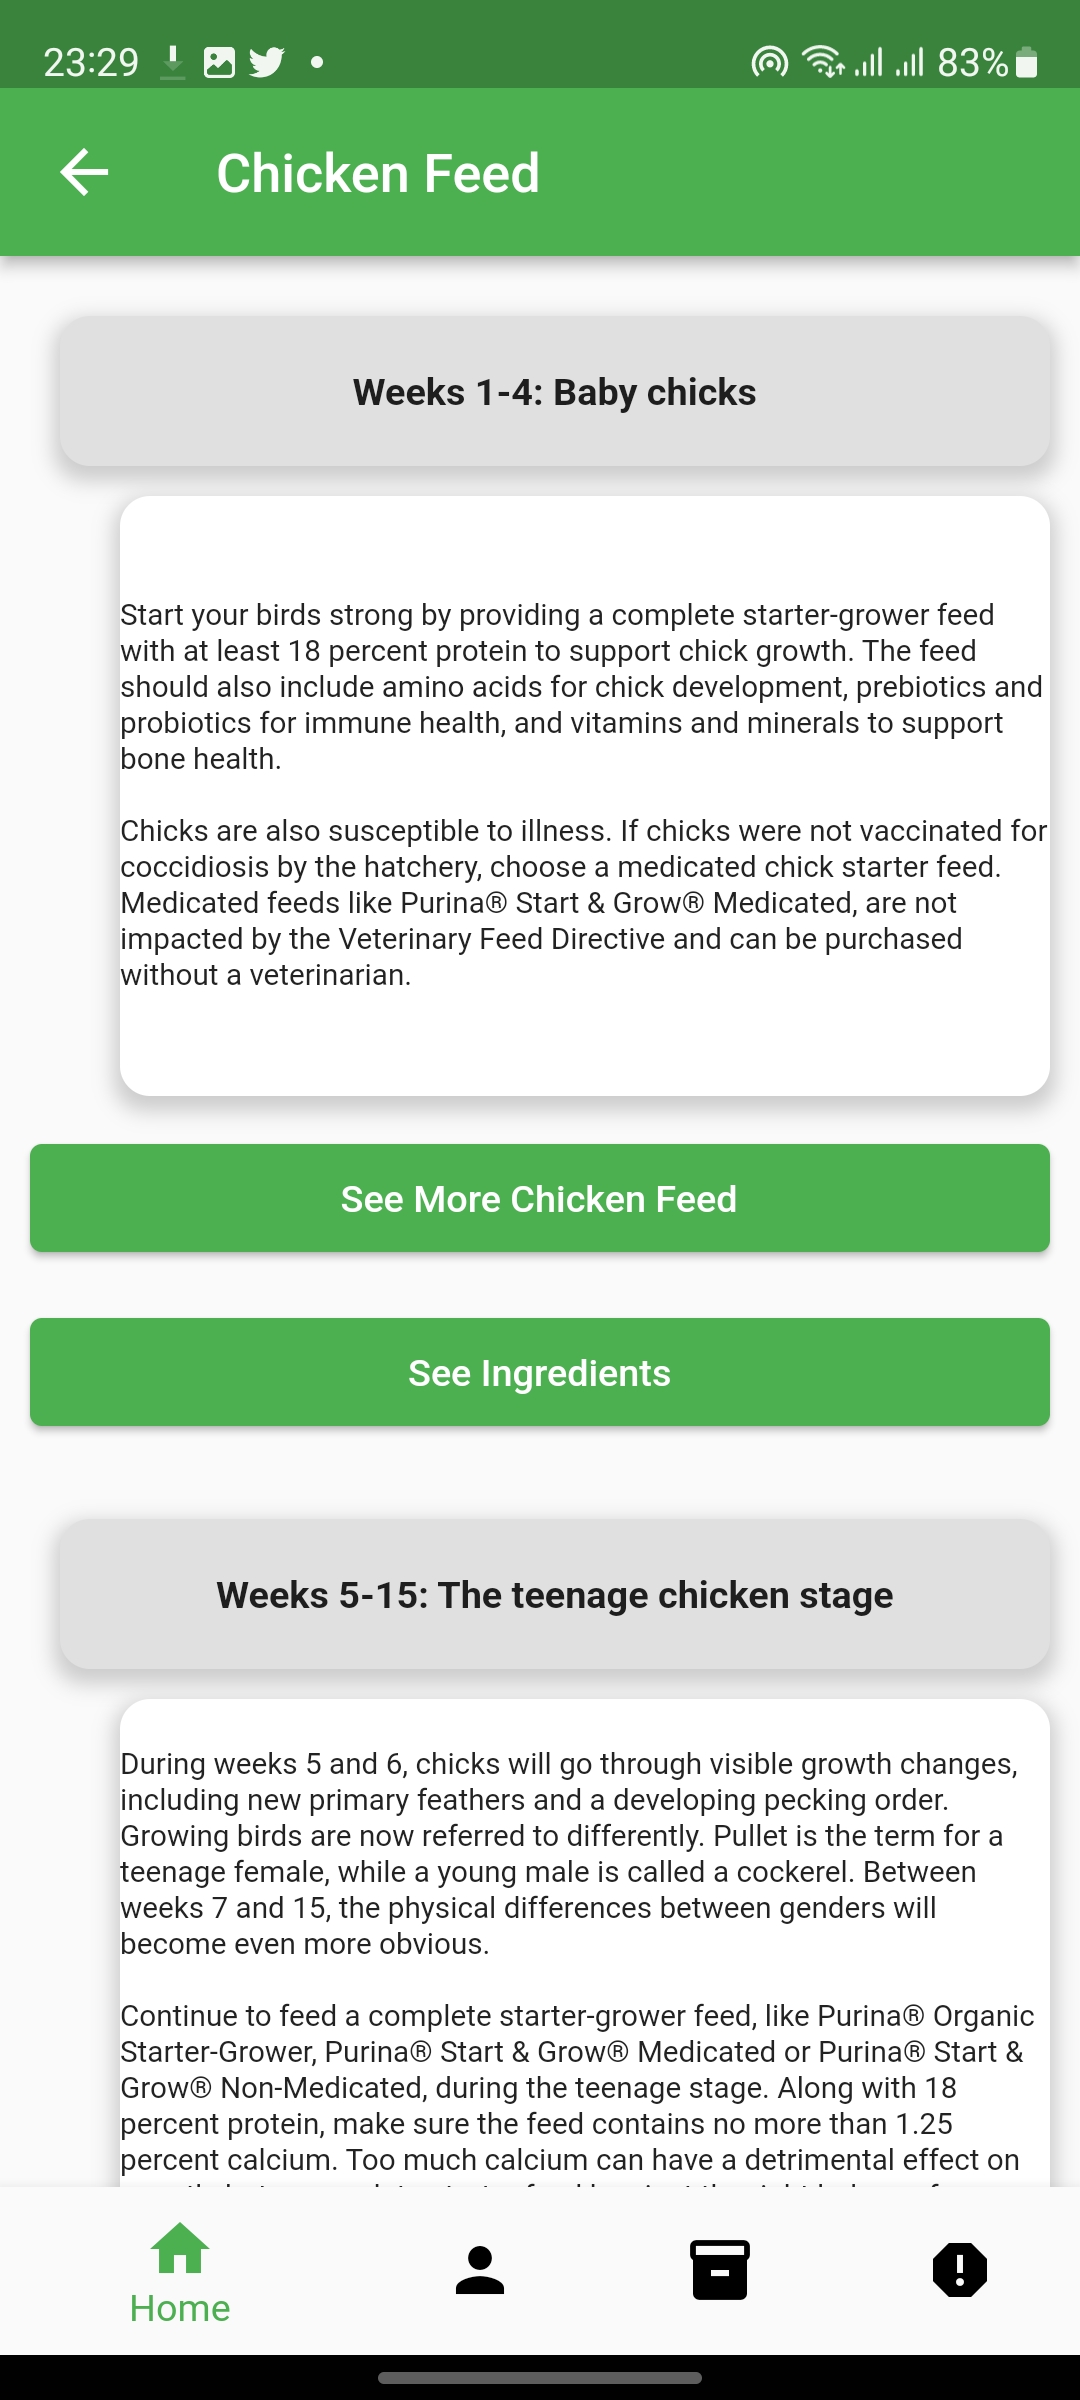 23:29
83%
Chicken Feed
Weeks 1-4: Baby chicks
Start your birds strong by providing a complete starter-grower feed
with at least 18 percent protein to support chick growth. The feed
should also include amino acids for chick development, prebiotics and
probiotics for immune health, and vitamins and minerals to support
bone health.
Chicks are also susceptible to illness. If chicks were not vaccinated for
coccidiosis by the hatchery, choose a medicated chick starter feed.
Medicated feeds like Purina® Start & Grow® Medicated, are not
impacted by the Veterinary Feed Directive and can be purchased
without a veterinarian.
See More Chicken Feed
See Ingredients
Weeks 5-15: The teenage chicken stage
During weeks 5 and 6, chicks will go through visible growth changes,
including new primary feathers and a developing pecking order.
Growing birds are now referred to differently. Pullet is the term for a
teenage female, while a young male is called a cockerel. Between
weeks 7 and 15, the physical differences between genders will
become even more obvious.
Continue to feed a complete starter-grower feed, like Purina® Organic
Starter-Grower, Purina® Start & Grow® Medicated or Purina® Start &
Grow® Non-Medicated, during the teenage stage. Along with 18
percent protein, make sure the feed contains no more than 1.25
percent calcium. Too much calcium can have a detrimental effect on
Home